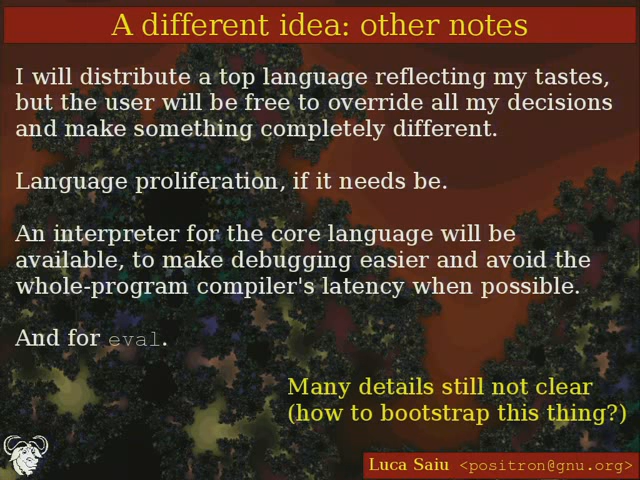 A different idea: other notes
I will distribute a top language reflecting my tastes,
but the user will be free to override all my decisions
and make something completely different.
Language proliferation, if it needs be.
An interpreter for the core language will be
available, to make debugging easier and avoid the
whole-program compiler's latency when possible.
And for eval.
Many details still not clear
(how to bootstrap this thing?)
Luca Saiu <positron@gnu.org>